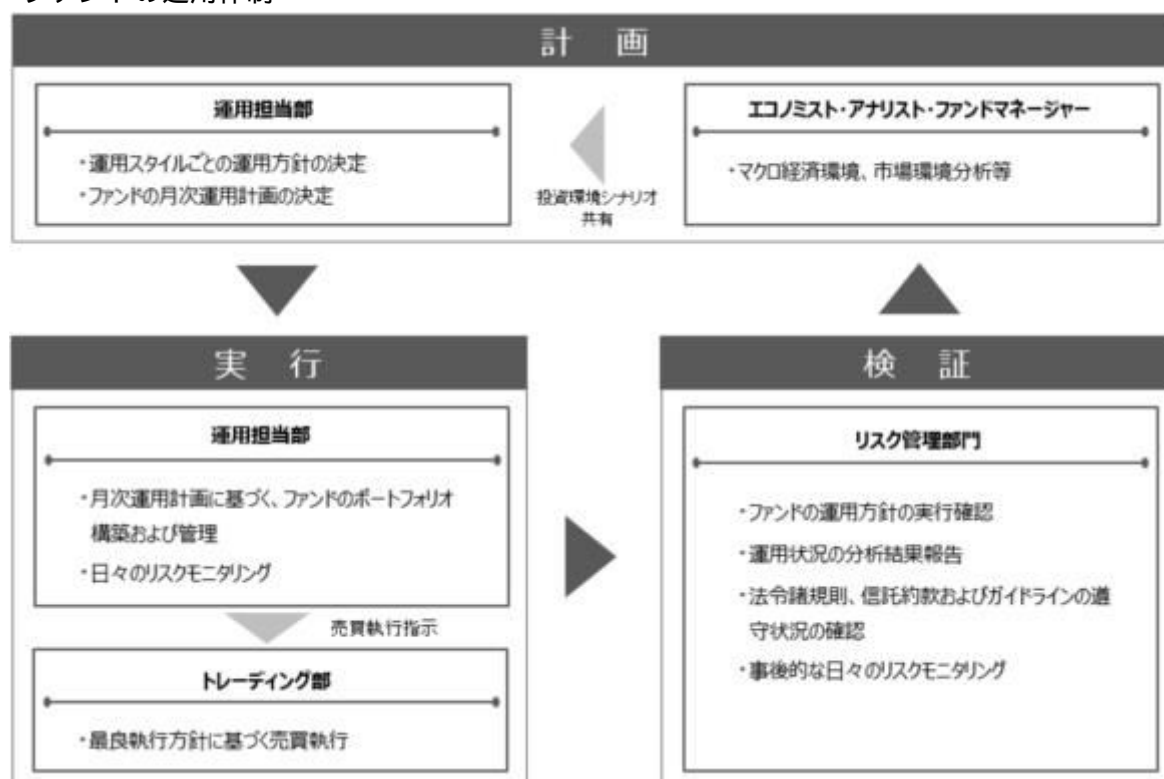 ファンドの運用体制
計 画
運用担当部
・運用スタイルごとの運用方針の決定
・ファンドの月次運用計画の決定
投資環境シナリオ
共有
エコノミスト・アナリスト・ファンドマネージャー
・マクロ経済環境、市場環境分析等
実 行
運用担当部
・月次運用計画に基づく、ファンドのポートフォリオ
構築および管理
・日々のリスクモニタリング
売買執行指示
トレーディング部
・最良執行方針に基づく売買執行
検 証
リスク管理部門
・ファンドの運用方針の実行確認
・運用状況の分析結果報告
・法令諸規則、信託約款およびガイドラインの遵
守状況の確認
・事後的な日々のリスクモニタリング